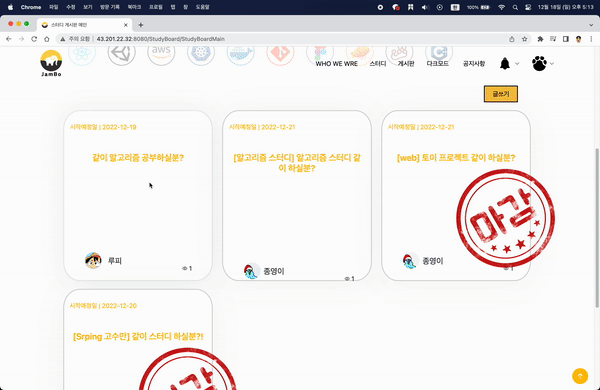 Chrome 파일 수정 보기 방문 기록 북마크 프로필 탭 창 도움말 100% 12월 18일 (일) 오후 5:13
스터디 게시판 메인
주의 요함 43.201.22.32:8080/StudyBoard/StudyBoardMain
aws
JamBo
WHO WE WRE 스터디 게시판 다크모드 공지사항
글쓰기
시작예정일 | 2022-12-19
같이 알고리즘 공부하실분?
루피
1
시작예정일 | 2022-12-21
[알고리즘 스터디] 알고리즘 스터디 같
이 하실분?
종영이
1
시작예정일 | 2022-12-21
[web] 토이 프로젝트 같이 하실분?
마감
종영이
1
시작예정일 | 2022-12-20
[Srping 고수만] 같이 스터디 하실분?!
마감